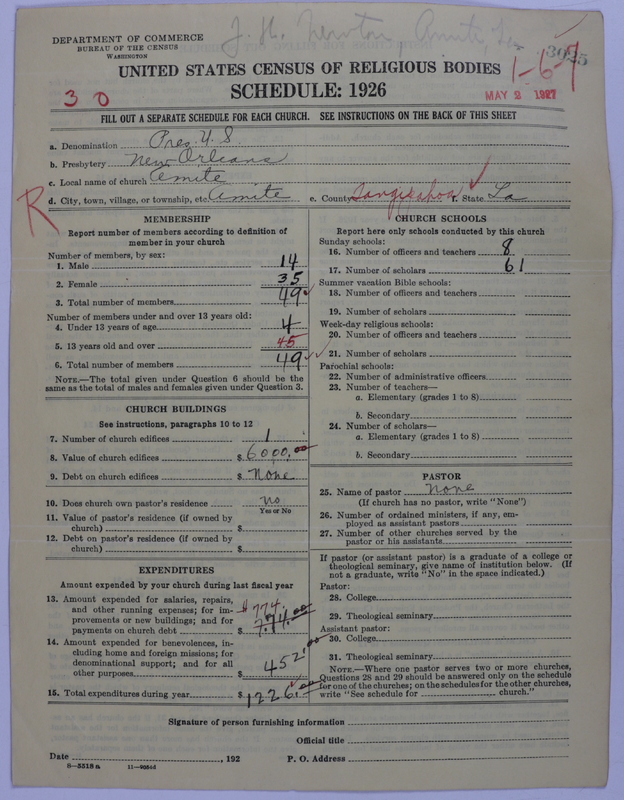 J. H. Newton Amite, La
DEPARTMENT OF COMMERCE
BUREAU OF THE CENSUS
WASHINGTON
3925
1-6-7
UNITED STATES CENSUS OF RELIGIOUS BODIES
SCHEDULE: 1926
30
MAY 2 1927
FILL OUT A SEPARATE SCHEDULE FOR EACH CHURCH. SEE INSTRUCTIONS ON THE BACK OF THIS SHEET
a. Denomination Pres. U. S.
b. Presbytery New Orleans
c. Local name of church Amite
d. City, town, village, or township, etc. Amite e. County Tangipahoa f. State La
R
MEMBERSHIP
Report number of members according to definition of
member in your church
Number of members, by sex:
1. Male 14
2. Female 35
3. Total number of members 49
Number of members under and over 13 years old:
4. Under 13 years of age 4
5. 13 years old and over 45
6. Total number of members 49
NOTE.—The total given under Question 6 should be the
same as the total of males and females given under Question 3.
CHURCH BUILDINGS
See instructions, paragraphs 10 to 12
7. Number of church edifices 1
8. Value of church edifices $ 6000.00
9. Debt on church edifices $ None
10. Does church own pastor's residence No
Yes or No
11. Value of pastor's residence (if owned by
church) $
12. Debt on pastor's residence (if owned by
church) $
EXPENDITURES
Amount expended by your church during last fiscal year
13. Amount expended for salaries, repairs,
and other running expenses; for im- $ 774.
provements or new buildings; and for 774.00
payments on church debt
14. Amount expended for benevolences, in-
cluding home and foreign missions; for
denominational support; and for all
other purposes $ 452.00
15. Total expenditures during year $ 1226.00
CHURCH SCHOOLS
Report here only schools conducted by this church
Sunday schools:
16. Number of officers and teachers 8
17. Number of scholars 61
Summer vacation Bible schools:
18. Number of officers and teachers
19. Number of scholars
Week-day religious schools:
20. Number of officers and teachers
21. Number of scholars
Parochial schools:
22. Number of administrative officers
23. Number of teachers—
a. Elementary (grades 1 to 8)
b. Secondary
24. Number of scholars—
a. Elementary (grades 1 to 8)
b. Secondary
PASTOR
25. Name of pastor None
(If church has no pastor, write "None")
26. Number of ordained ministers, if any, em-
ployed as assistant pastors
27. Number of other churches served by the
pastor or his assistants
If pastor (or assistant pastor) is a graduate of a college or
theological seminary, give name of institution below. (If
not a graduate, write "No" in the space indicated.)
Pastor:
28. College
29. Theological seminary
Assistant pastor:
30. College
31. Theological seminary
NOTE.—Where one pastor serves two or more churches,
Questions 28 and 29 should be answered only on the schedule
for one of the churches; on the schedules for the other churches,
write "See schedule for church."
Signature of person furnishing information
Official title
Date , 192 P. O. Address
8—5518 a 11—9656d